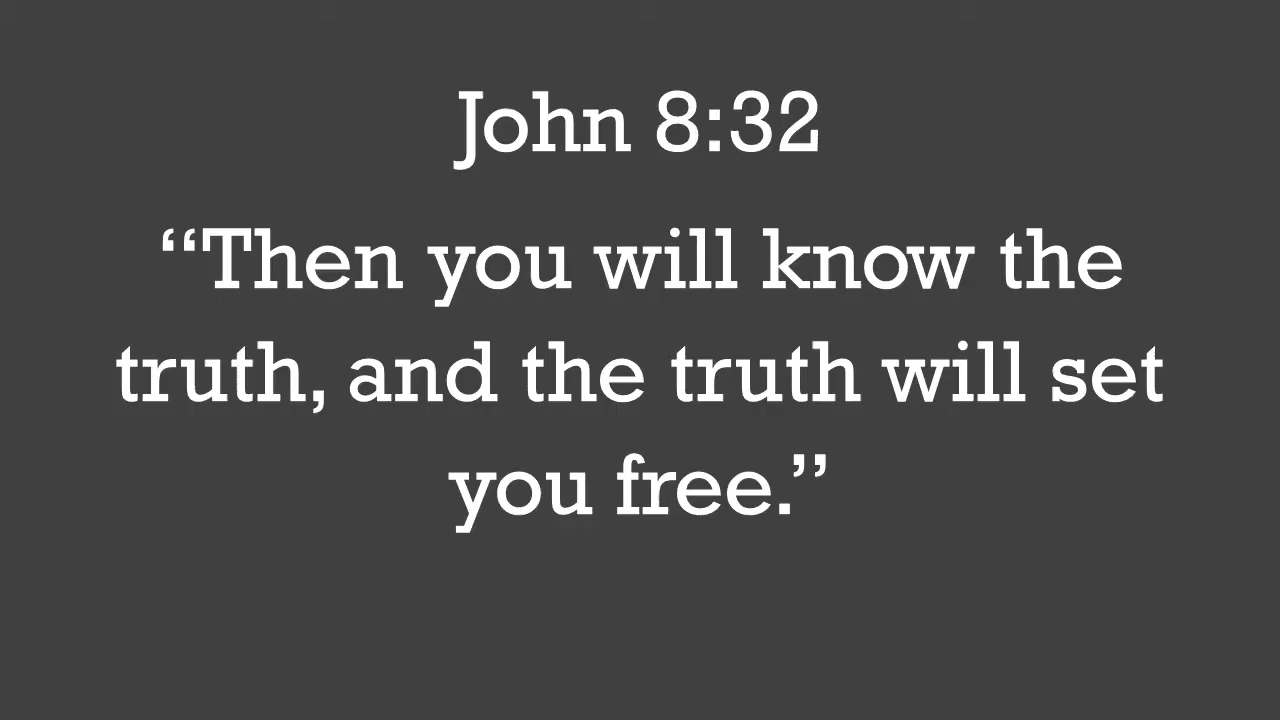 John 8:32
“Then you will know the
truth, and the truth will set
you free.”